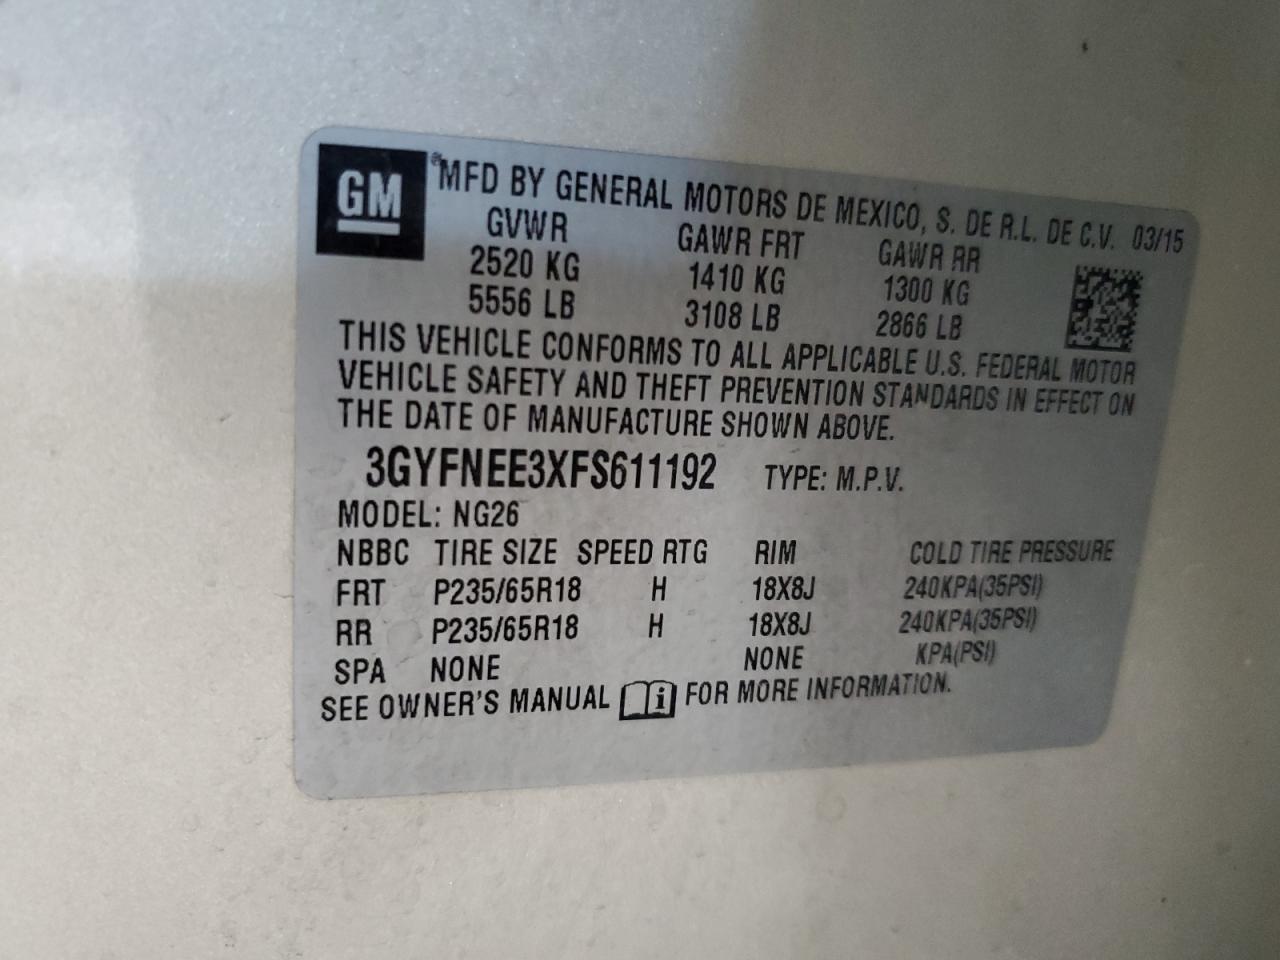 GM ® MFD BY GENERAL MOTORS DE MEXICO, S. DE R.L. DE C.V. 03/15
GVWR GAWR FRT GAWR RR
2520 KG 1410 KG 1300 KG
5556 LB 3108 LB 2866 LB
THIS VEHICLE CONFORMS TO ALL APPLICABLE U.S. FEDERAL MOTOR
VEHICLE SAFETY AND THEFT PREVENTION STANDARDS IN EFFECT ON
THE DATE OF MANUFACTURE SHOWN ABOVE.
3GYFNEE3XFS611192 TYPE: M.P.V.
MODEL: NG26
NBBC TIRE SIZE SPEED RTG RIM COLD TIRE PRESSURE
FRT P235/65R18 H 18X8J 240KPA(35PSI)
RR P235/65R18 H 18X8J 240KPA(35PSI)
SPA NONE NONE KPA(PSI)
SEE OWNER'S MANUAL i FOR MORE INFORMATION.